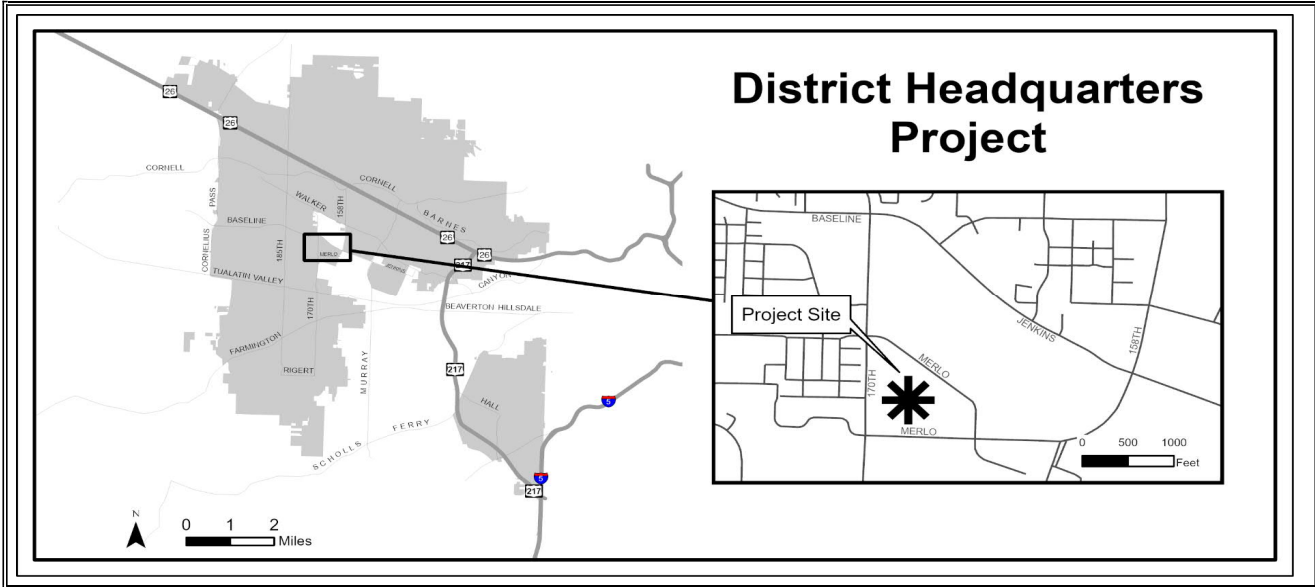 District Headquarters
Project
26
26
CORNELL
CORNELL
WALKER
158TH
BARNES
PASS
CORNELIUS
BASELINE
185TH
MERLO
26
26
217
JENKINS
CANYON
TUALATIN VALLEY
BEAVERTON HILLSDALE
170TH
FARMINGTON
RIGERT
MURRAY
217
HALL
SCHOLLS FERRY
5
5
217
N
0 1 2
Miles
BASELINE
Project Site
JENKINS
158TH
MERLO
170TH
MERLO
0 500 1000
Feet